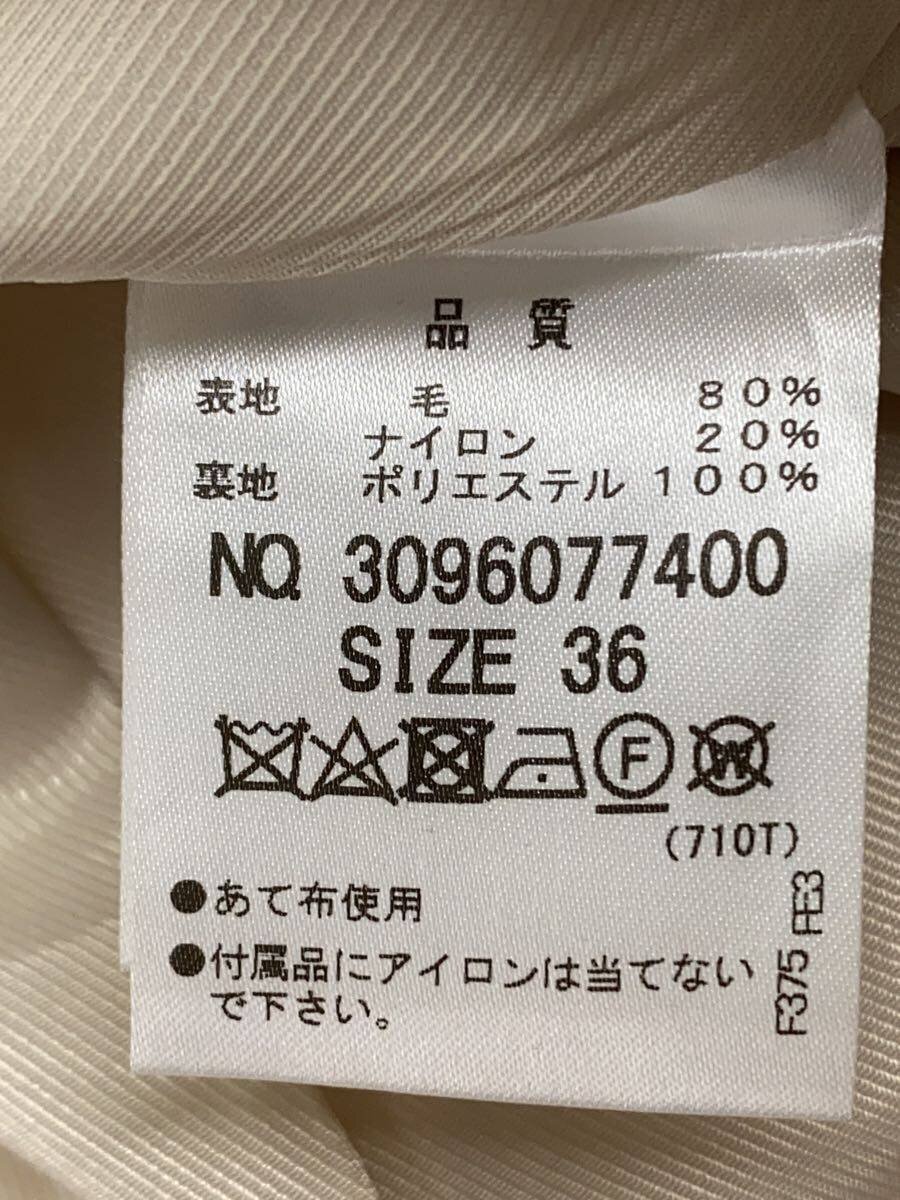 品 質
表地 毛 80%
ナイロン 20%
裏地 ポリエステル 100%
NO. 3096077400
SIZE 36
F
W
(710T)
●あて布使用
●付属品にアイロンは当てない
で下さい。
F375 FE3